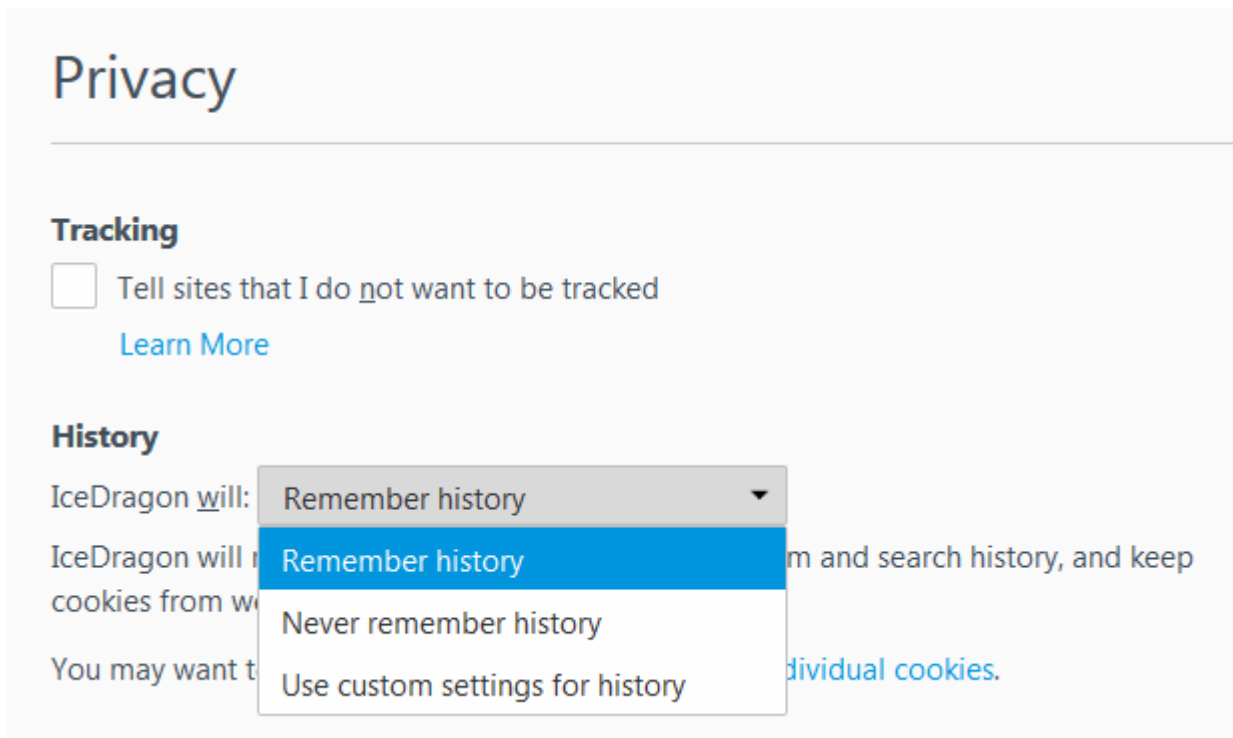 Privacy
Tracking
Tell sites that I do not want to be tracked
Learn More
History
IceDragon will: Remember history
Remember history
Never remember history
Use custom settings for history
IceDragon will m and search history, and keep
cookies from
You may want dividual cookies.